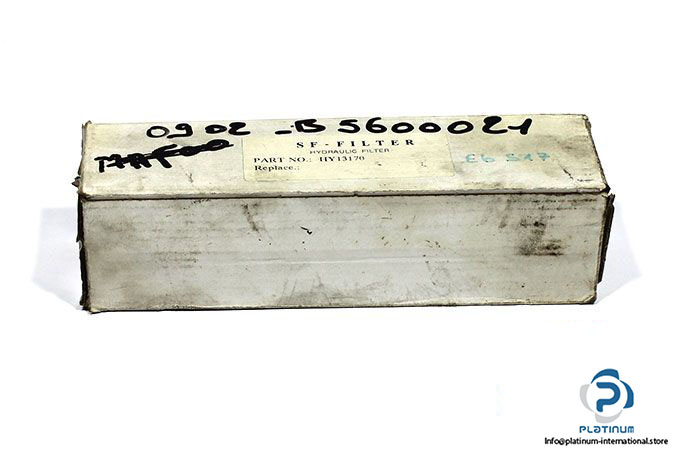 0902 -B5600021
SF-FILTER
HYDRAULIC FILTER
PART NO.: HY13170
Replace.:
PLATINUM
Info@platinum-international.store